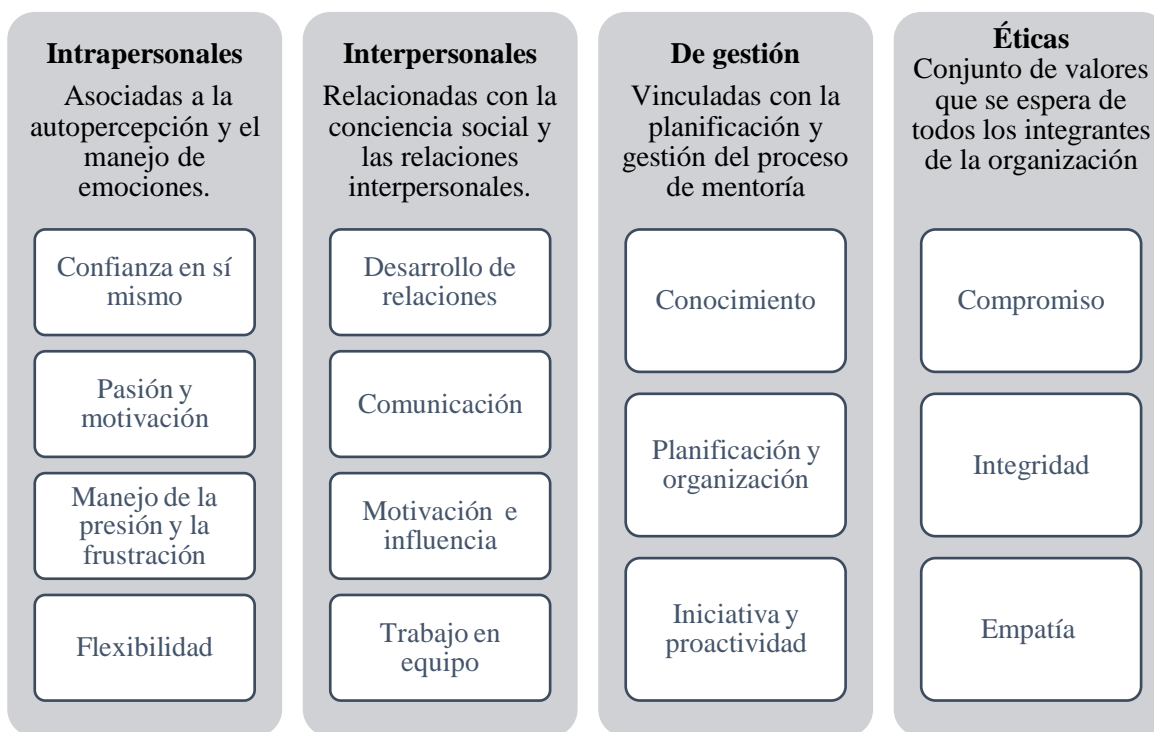 Intrapersonales
Asociadas a la
autopercepción y el
manejo de
emociones.
Confianza en sí
mismo
Pasión y
motivación
Manejo de la
presión y la
frustración
Flexibilidad
Interpersonales
Relacionadas con la
conciencia social y
las relaciones
interpersonales.
Desarrollo de
relaciones
Comunicación
Motivación e
influencia
Trabajo en
equipo
De gestión
Vinculadas con la
planificación y
gestión del proceso
de mentoría
Conocimiento
Planificación y
organización
Iniciativa y
proactividad
Éticas
Conjunto de valores
que se espera de
todos los integrantes
de la organización
Compromiso
Integridad
Empatía